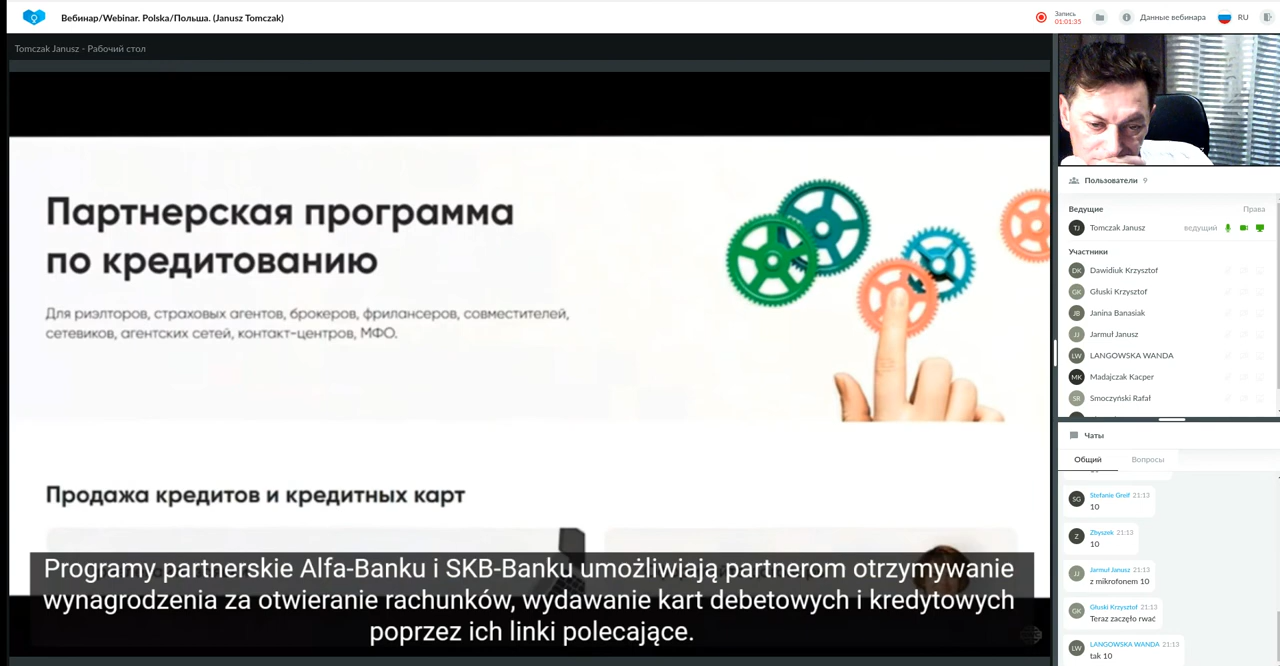 Вебинар/Webinar. Polska/Польша. (Janusz Tomczak)
Запись
01:01:35
Данные вебинара
RU
Tomczak Janusz - Рабочий стол
Партнерская программа
по кредитованию
Для риэлторов, страховых агентов, брокеров, фрилансеров, совместителей,
сетевиков, агентских сетей, контакт-центров, МФО.
Продажа кредитов и кредитных карт
Programy partnerskie Alfa-Banku i SKB-Banku umożliwiają partnerom otrzymywanie
wynagrodzenia za otwieranie rachunków, wydawanie kart debetowych i kredytowych
poprzez ich linki polecające.
Пользователи 9
Ведущие Права
TJ Tomczak Janusz ведущий
Участники
DK Dawidiuk Krzysztof
GK Głuski Krzysztof
JB Janina Banasiak
JJ Jarmuł Janusz
LW LANGOWSKA WANDA
MK Madajczak Kacper
SR Smoczyński Rafał
Чаты
Общий Вопросы
SG Stefanie Greif 21:13
10
Z Zbyszek 21:13
10
JJ Jarmuł Janusz 21:13
z mikrofonem 10
GK Głuski Krzysztof 21:13
Teraz zaczęło rwać
LW LANGOWSKA WANDA 21:13
tak 10